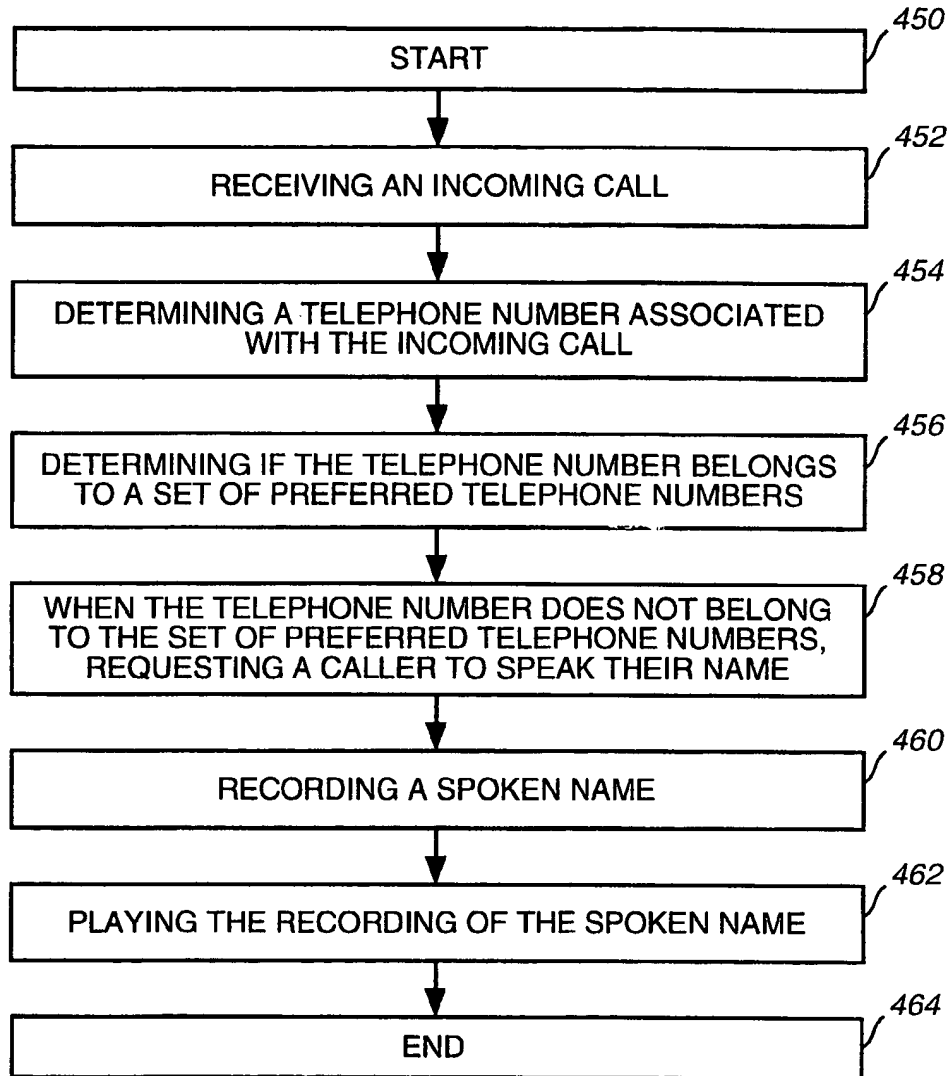 450
START
452
RECEIVING AN INCOMING CALL
454
DETERMINING A TELEPHONE NUMBER ASSOCIATED
WITH THE INCOMING CALL
456
DETERMINING IF THE TELEPHONE NUMBER BELONGS
TO A SET OF PREFERRED TELEPHONE NUMBERS
458
WHEN THE TELEPHONE NUMBER DOES NOT BELONG
TO THE SET OF PREFERRED TELEPHONE NUMBERS,
REQUESTING A CALLER TO SPEAK THEIR NAME
460
RECORDING A SPOKEN NAME
462
PLAYING THE RECORDING OF THE SPOKEN NAME
464
END